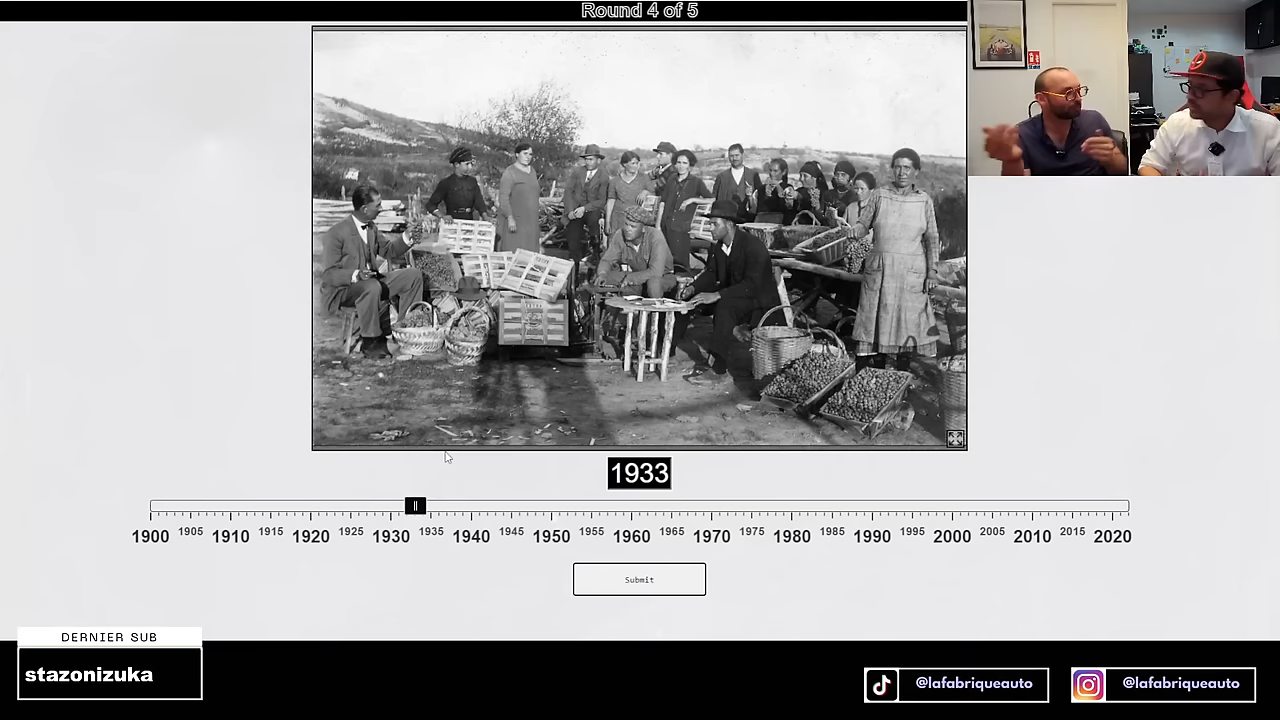 Round 4 of 5
1933
1900 1905 1910 1915 1920 1925 1930 1935 1940 1945 1950 1955 1960 1965 1970 1975 1980 1985 1990 1995 2000 2005 2010 2015 2020
Submit
DERNIER SUB
stazonizuka
@lafabriqueauto
@lafabriqueauto